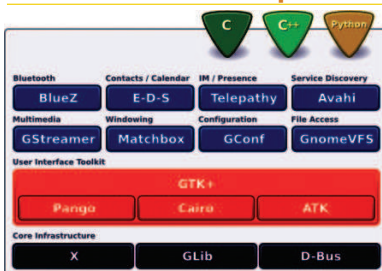 C C++ Python
Bluetooth Contacts / Calendar IM / Presence Service Discovery
BlueZ E-D-S Telepathy Avahi
Multimedia Windowing Configuration File Access
GStreamer Matchbox GConf GnomeVFS
User Interface Toolkit
GTK+
Pango Cairo ATK
Core Infrastructure
X GLib D-Bus